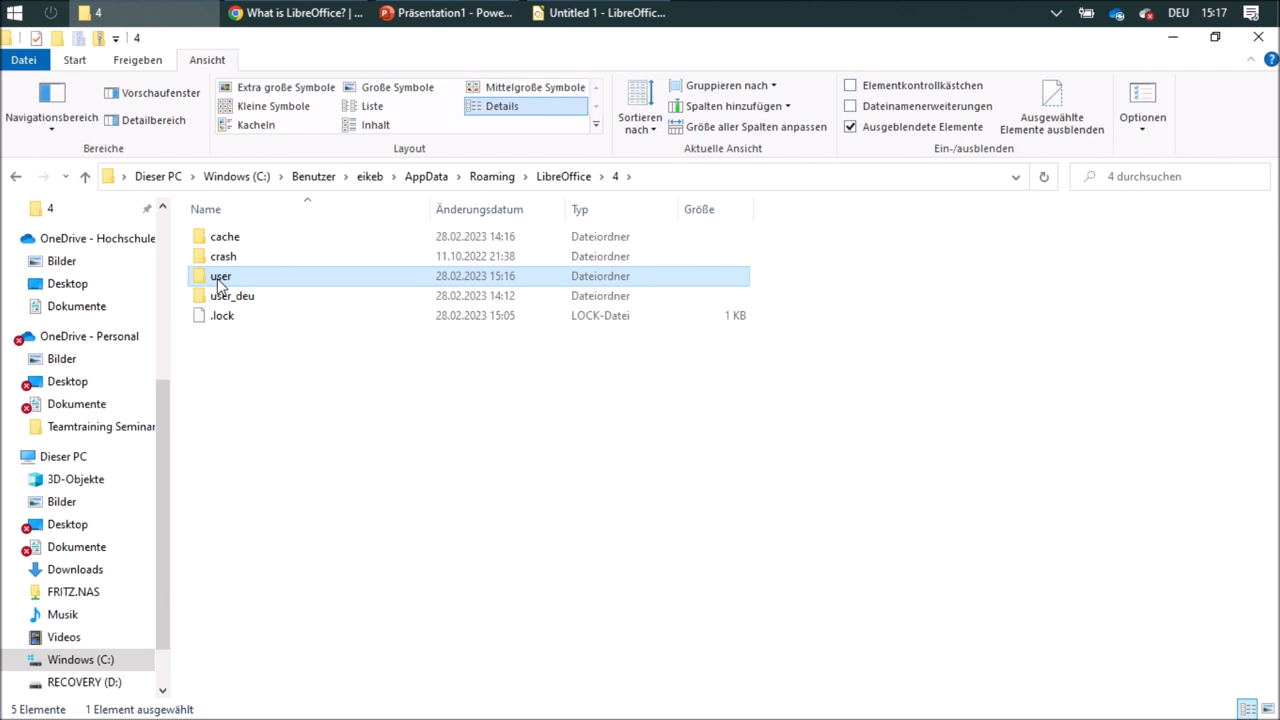 4
What is LibreOffice? | ...
Präsentation1 - Powe...
Untitled 1 - LibreOffic...
DEU
15:17
4
Datei
Start
Freigeben
Ansicht
Navigationsbereich
Vorschaufenster
Detailbereich
Bereiche
Extra große Symbole
Große Symbole
Mittelgroße Symbole
Kleine Symbole
Liste
Details
Kacheln
Inhalt
Layout
Sortieren
nach
Gruppieren nach
Spalten hinzufügen
Größe aller Spalten anpassen
Aktuelle Ansicht
Elementkontrollkästchen
Dateinamenerweiterungen
Ausgeblendete Elemente
Ausgewählte
Elemente ausblenden
Ein-/ausblenden
Optionen
Dieser PC > Windows (C:) > Benutzer > eikeb > AppData > Roaming > LibreOffice > 4 >
4 durchsuchen
4
OneDrive - Hochschule
Bilder
Desktop
Dokumente
OneDrive - Personal
Bilder
Desktop
Dokumente
Teamtraining Seminar
Dieser PC
3D-Objekte
Bilder
Desktop
Dokumente
Downloads
FRITZ.NAS
Musik
Videos
Windows (C:)
RECOVERY (D:)
Name Änderungsdatum Typ Größe
cache 28.02.2023 14:16 Dateiordner
crash 11.10.2022 21:38 Dateiordner
user 28.02.2023 15:16 Dateiordner
user_deu 28.02.2023 14:12 Dateiordner
.lock 28.02.2023 15:05 LOCK-Datei 1 KB
5 Elemente 1 Element ausgewählt